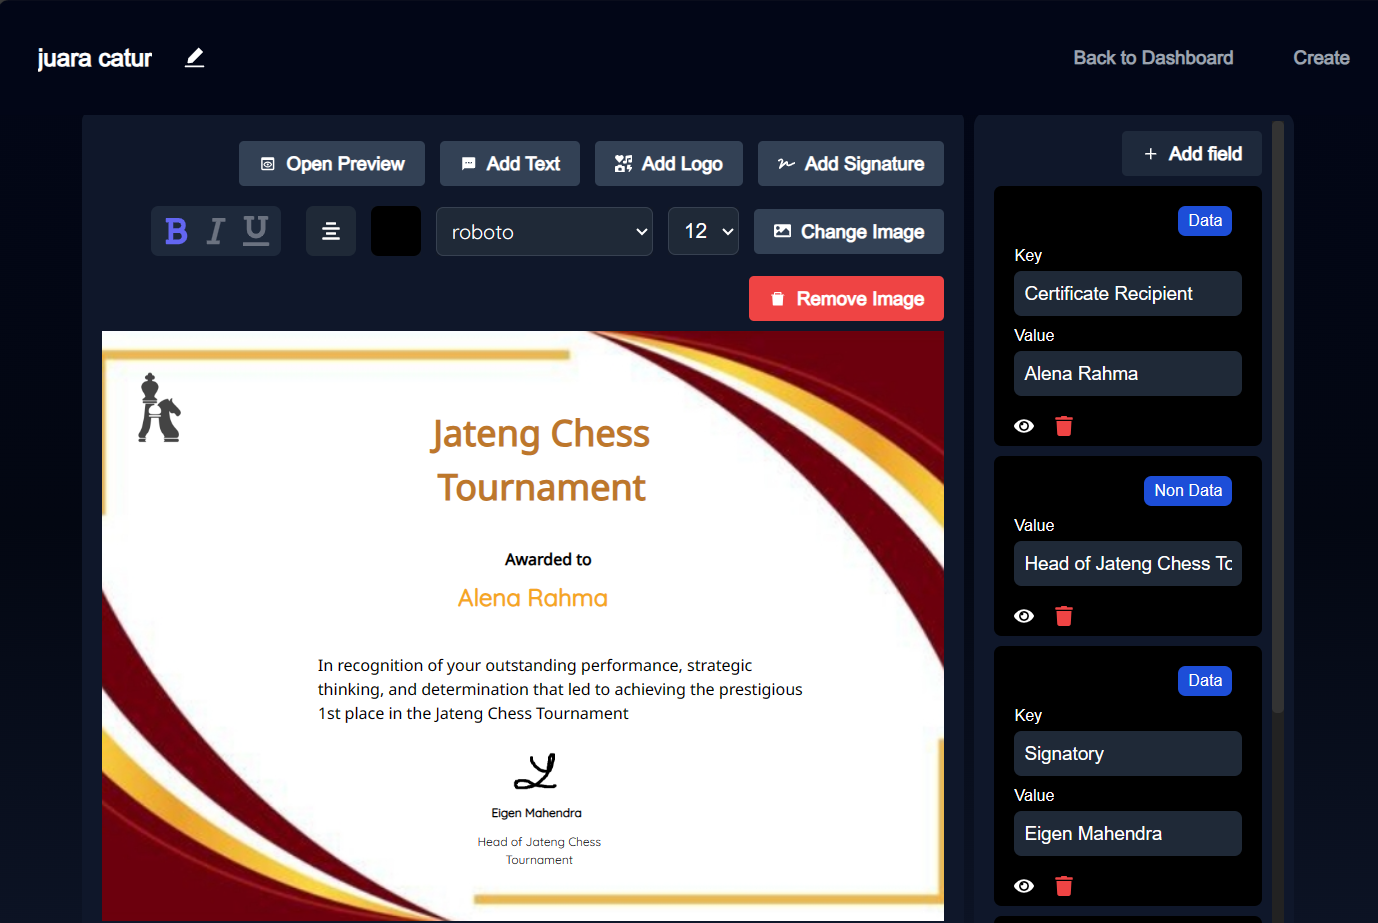 juara catur
Back to Dashboard
Create
Open Preview
Add Text
Add Logo
Add Signature
B I U
roboto
12
Change Image
Remove Image
Jateng Chess
Tournament
Awarded to
Alena Rahma
In recognition of your outstanding performance, strategic
thinking, and determination that led to achieving the prestigious
1st place in the Jateng Chess Tournament
Eigen Mahendra
Head of Jateng Chess
Tournament
+ Add field
Data
Key
Certificate Recipient
Value
Alena Rahma
Non Data
Value
Head of Jateng Chess To
Data
Key
Signatory
Value
Eigen Mahendra